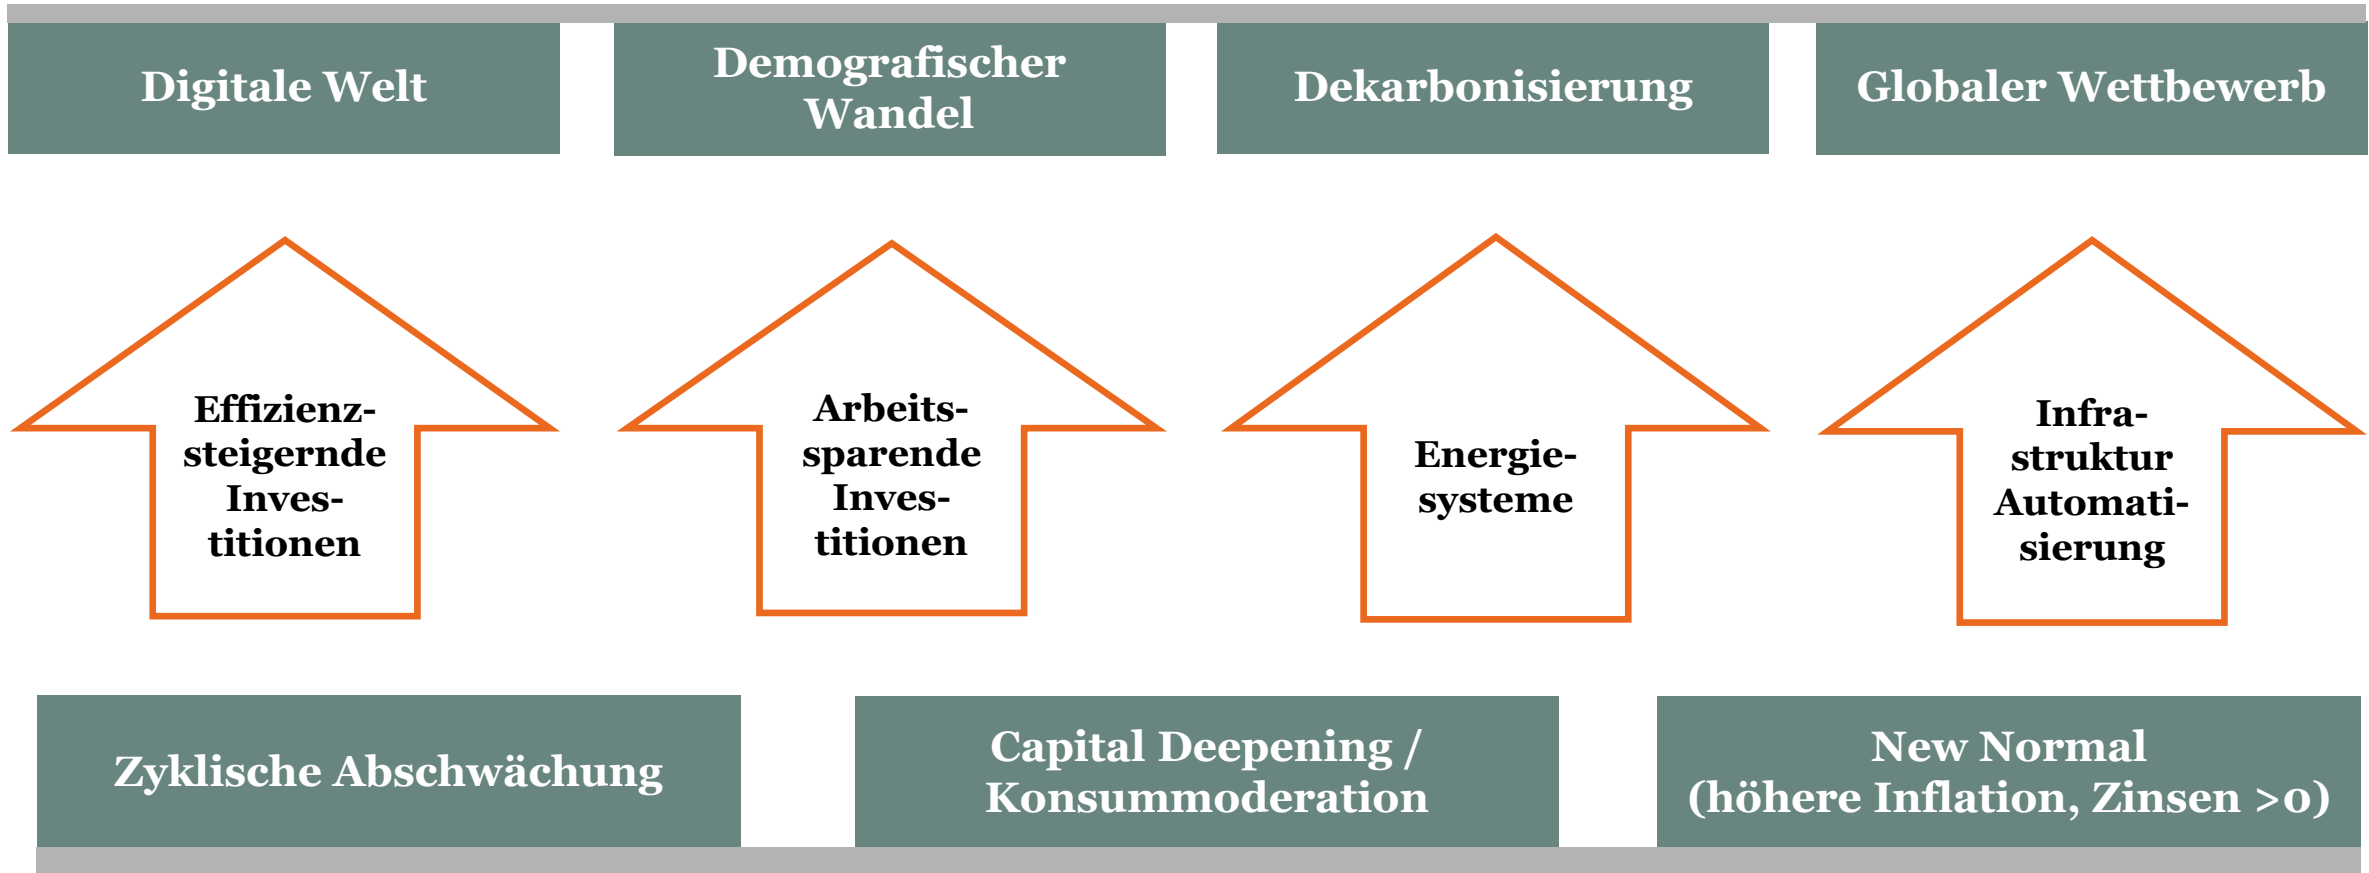 Digitale Welt
Demografischer
Wandel
Dekarbonisierung
Globaler Wettbewerb
Effizienz-
steigernde
Inves-
titionen
Arbeits-
sparende
Inves-
titionen
Energie-
systeme
Infra-
struktur
Automati-
sierung
Zyklische Abschwächung
Capital Deepening /
Konsummoderation
New Normal
(höhere Inflation, Zinsen >0)